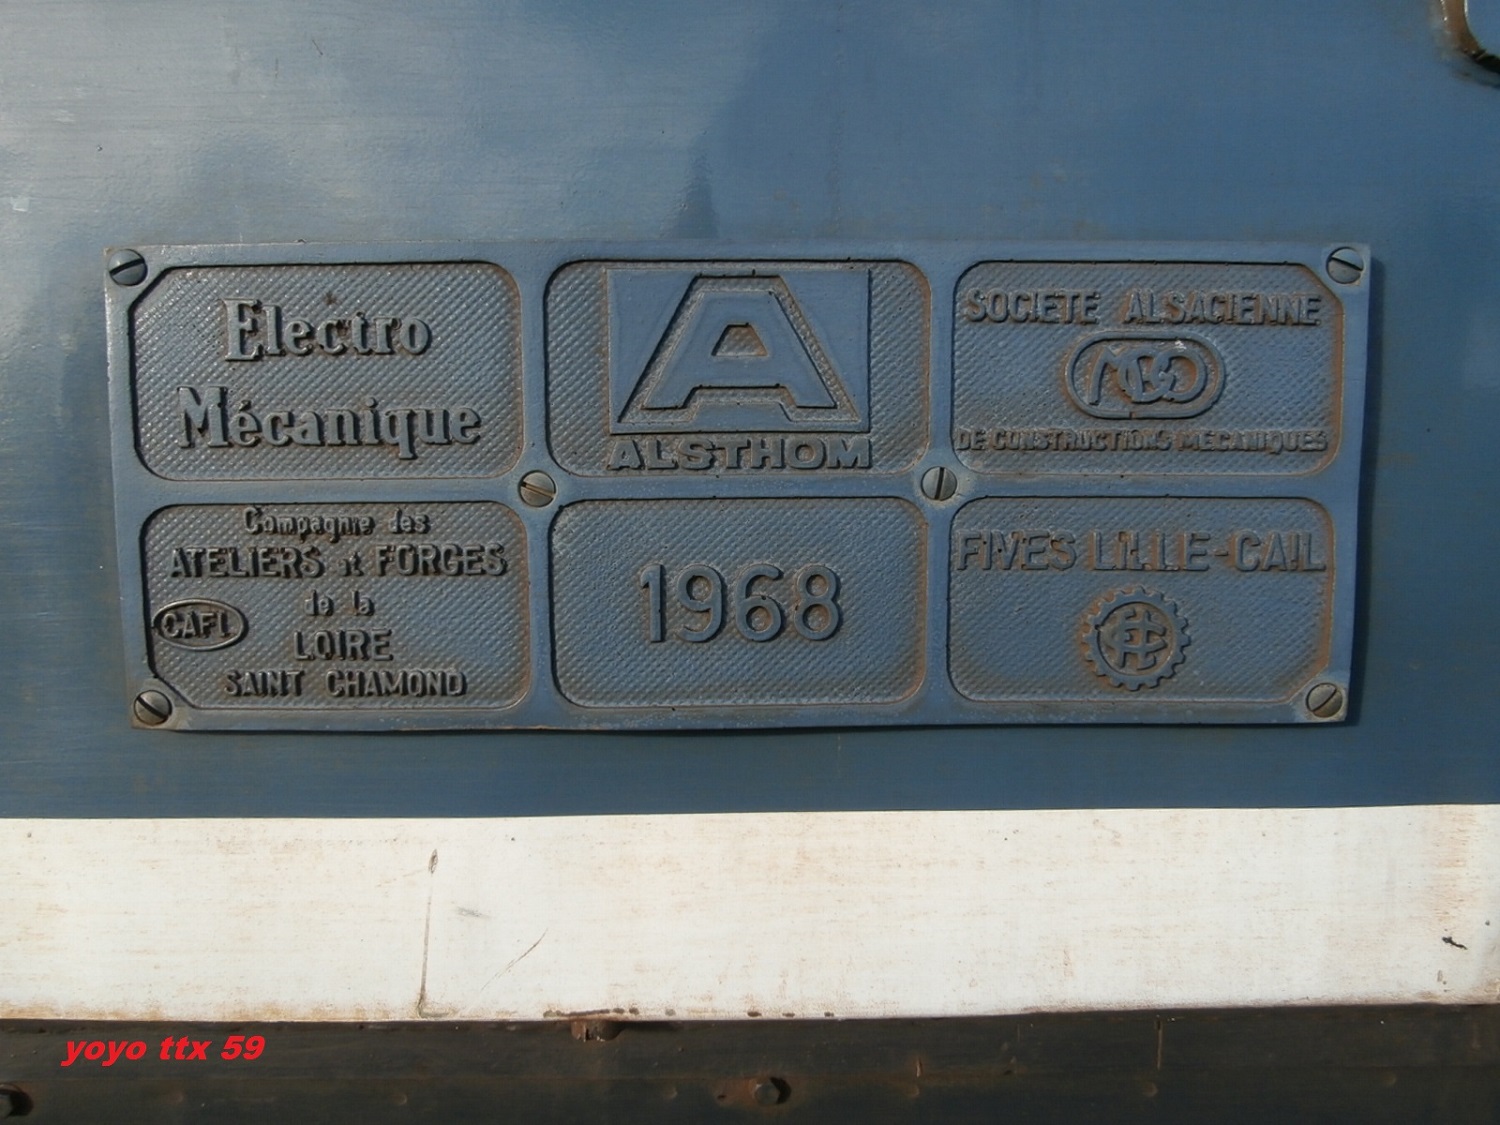 Electro
Mécanique
A
ALSTHOM
SOCIETE ALSACIENNE
MGO
DE CONSTRUCTIONS MECANIQUES
Compagnie des
ATELIERS et FORGES
de la
CAFL
LOIRE
SAINT CHAMOND
1968
FIVES LILLE-CAIL
yoyo ttx 59